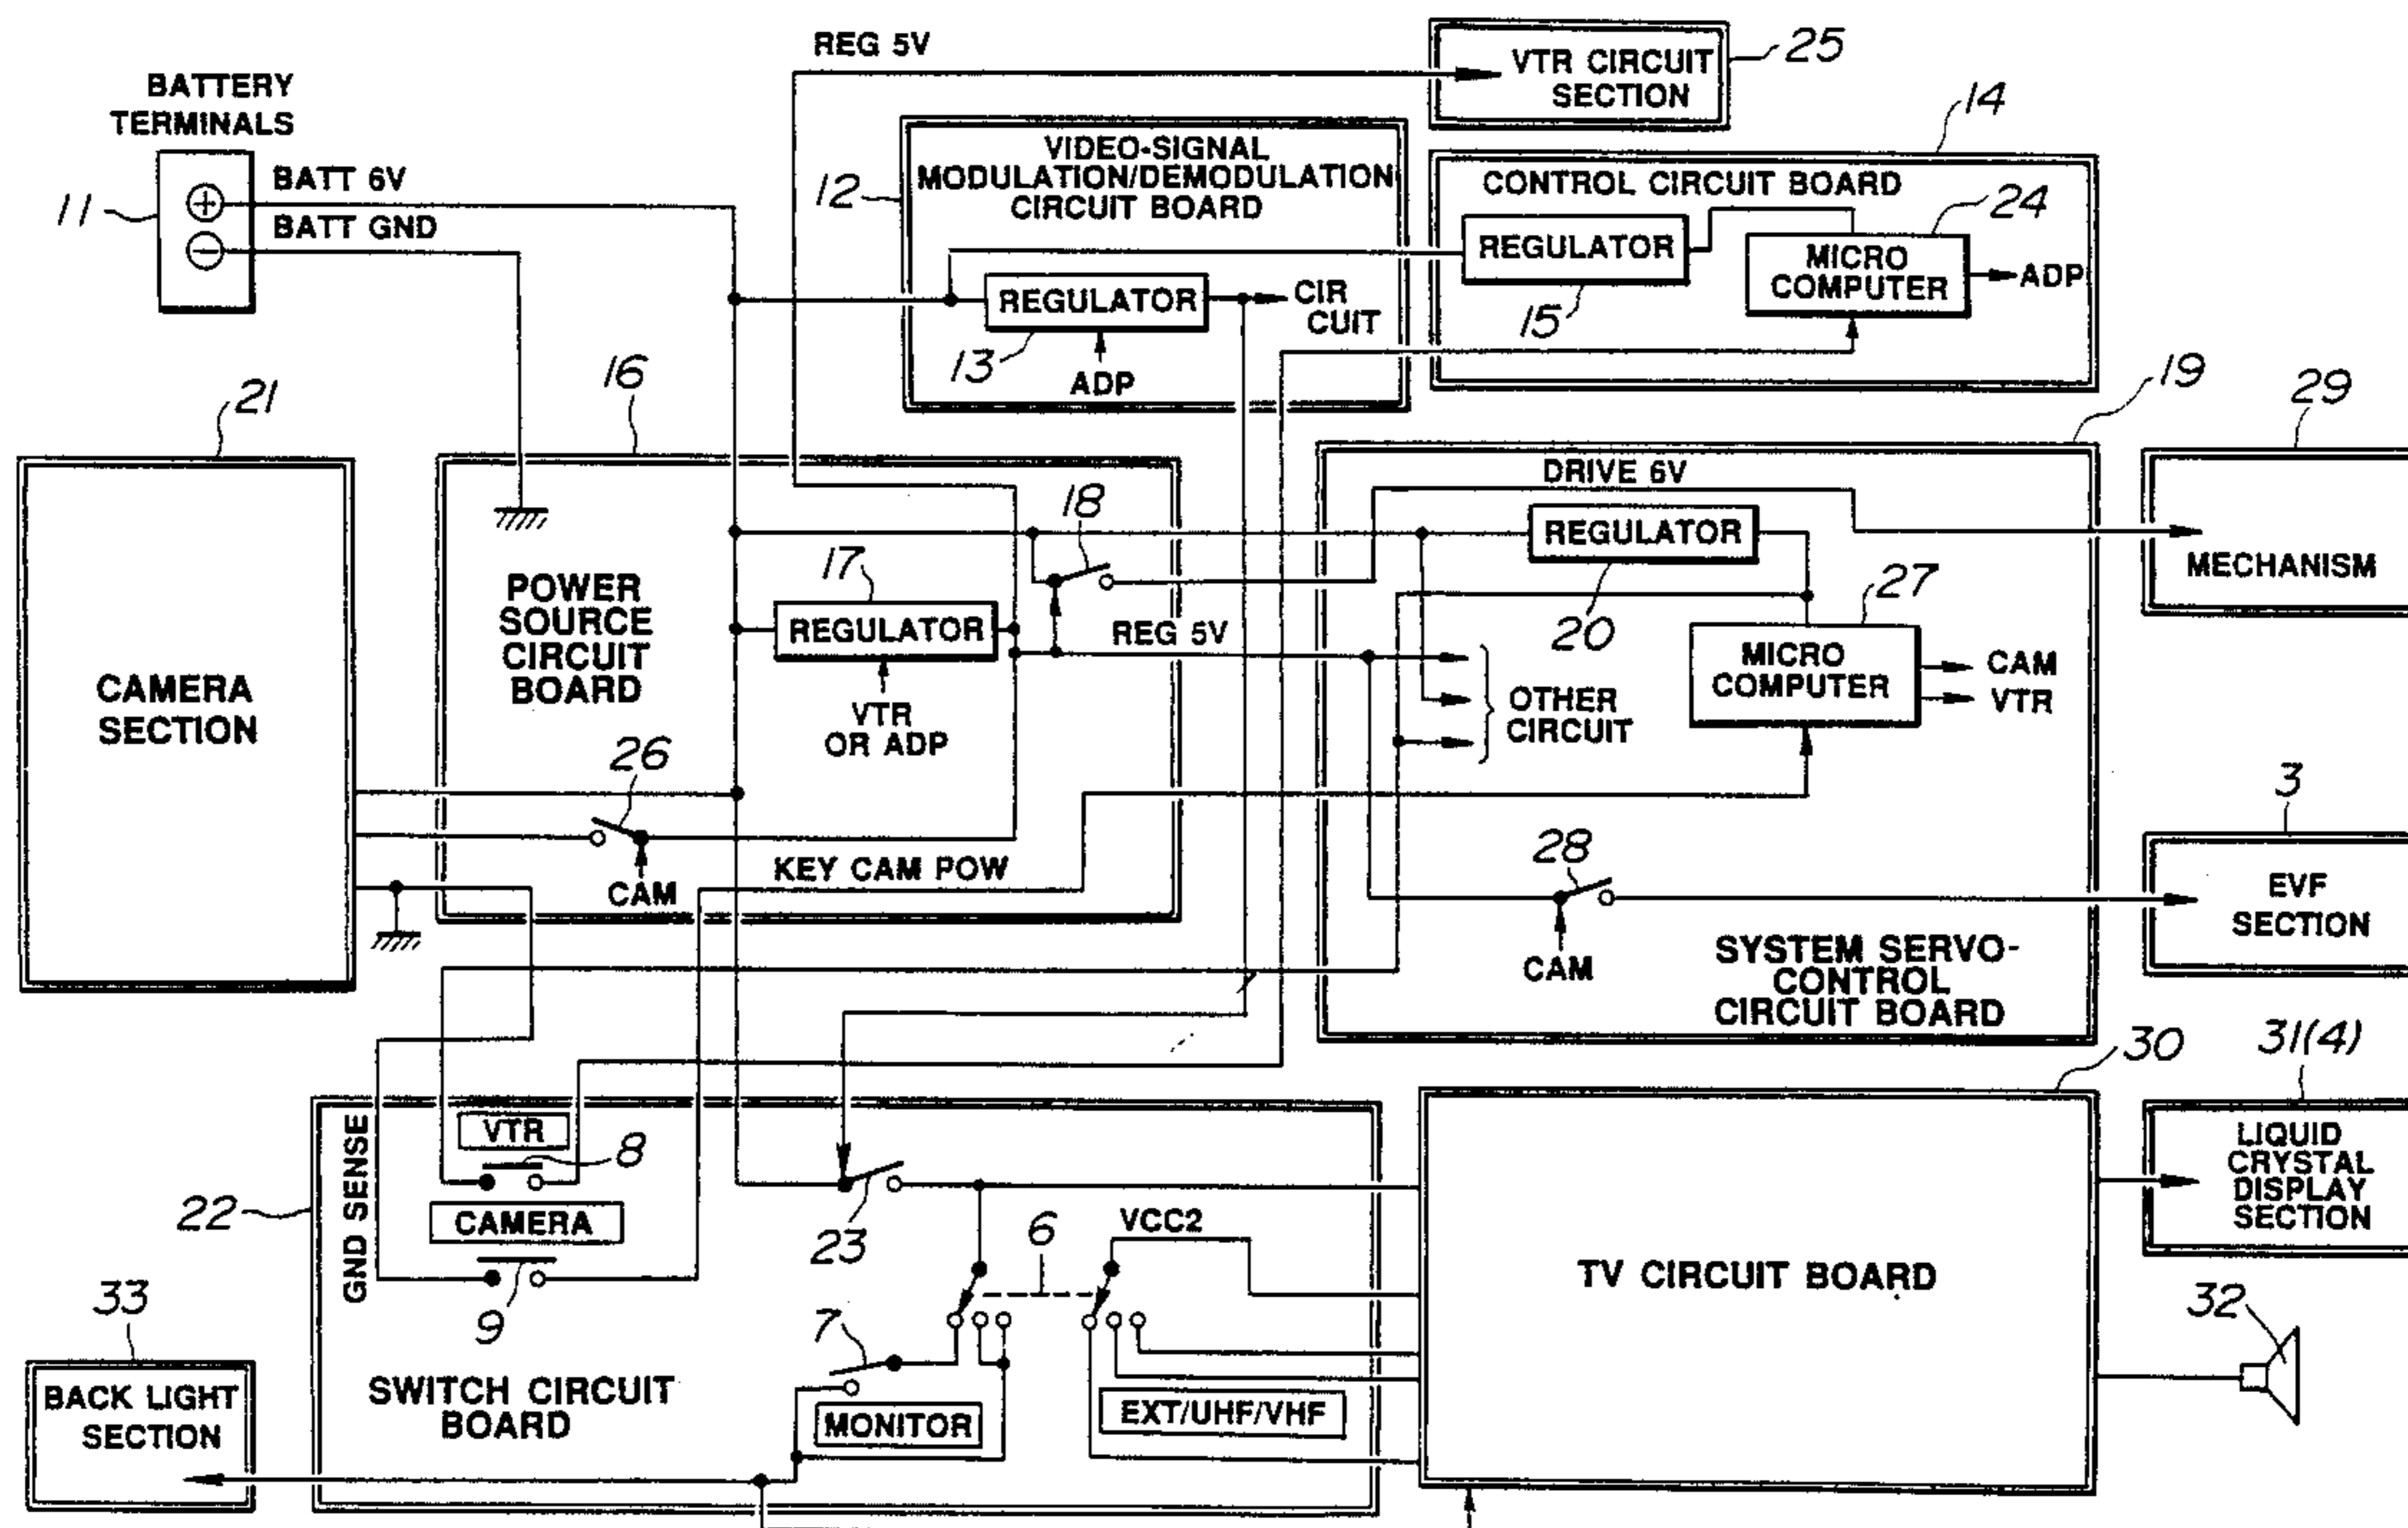 REG 5V
VTR CIRCUIT
SECTION
25
BATTERY
TERMINALS
11
BATT 6V
BATT GND
+
−
12
VIDEO-SIGNAL
MODULATION/DEMODULATION
CIRCUIT BOARD
REGULATOR
13
ADP
CIR
CUIT
14
CONTROL CIRCUIT BOARD
REGULATOR
15
24
MICRO
COMPUTER
ADP
21
CAMERA
SECTION
16
POWER
SOURCE
CIRCUIT
BOARD
17
REGULATOR
VTR
OR ADP
18
REG 5V
26
CAM
KEY CAM POW
19
DRIVE 6V
REGULATOR
20
27
MICRO
COMPUTER
CAM
VTR
OTHER
CIRCUIT
28
CAM
SYSTEM SERVO-
CONTROL
CIRCUIT BOARD
29
MECHANISM
3
EVF
SECTION
22
GND SENSE
VTR
8
CAMERA
9
SWITCH CIRCUIT
BOARD
23
6
VCC2
7
MONITOR
EXT/UHF/VHF
30
TV CIRCUIT BOARD
31(4)
LIQUID
CRYSTAL
DISPLAY
SECTION
32
33
BACK LIGHT
SECTION